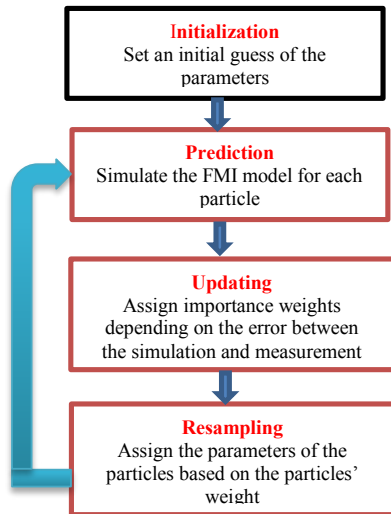 Initialization
Set an initial guess of the
parameters
Prediction
Simulate the FMI model for each
particle
Updating
Assign importance weights
depending on the error between
the simulation and measurement
Resampling
Assign the parameters of the
particles based on the particles’
weight